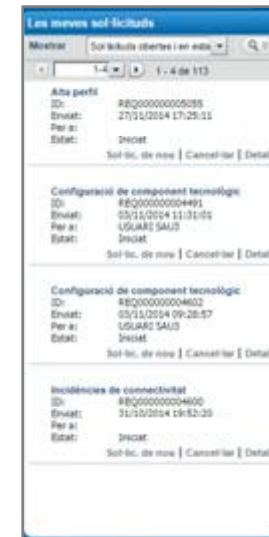 Les meves sol·licituds
Mostrar Sol·licituds obertes i en esta
1-4 1 - 4 de 113
Alta perfil
ID: REQ000000005055
Enviat: 27/11/2014 17:25:11
Per a:
Estat: Iniciat
Sol·lic. de nou | Cancel·lar | Detal
Configuració de component tecnològic
ID: REQ000000004491
Enviat: 03/11/2014 11:31:01
Per a: USUARI SAU3
Estat: Iniciat
Sol·lic. de nou | Cancel·lar | Detal
Configuració de component tecnològic
ID: REQ000000004602
Enviat: 03/11/2014 09:28:57
Per a: USUARI SAU3
Estat: Iniciat
Sol·lic. de nou | Cancel·lar | Detal
Incidències de connectivitat
ID: REQ000000004600
Enviat: 31/10/2014 19:52:20
Per a:
Estat: Iniciat
Sol·lic. de nou | Cancel·lar | Detal